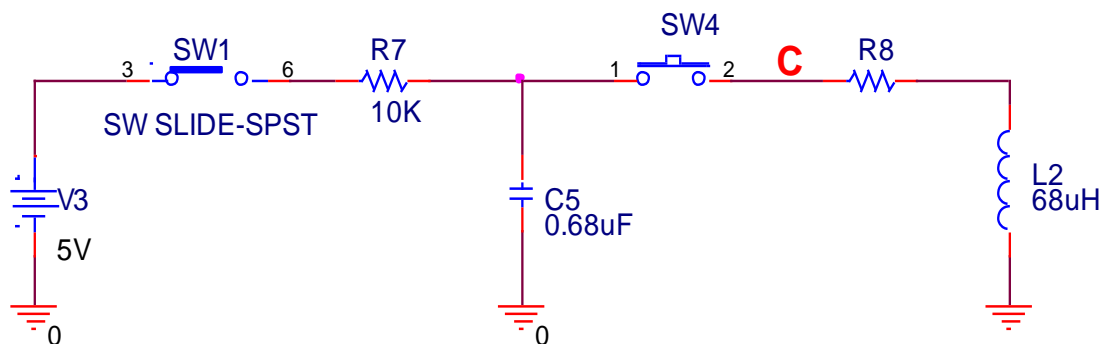 SW4
SW1
R7
C
R8
3
6
1
2
SW SLIDE-SPST
10K
V3
5V
C5
0.68uF
L2
68uH
0
0